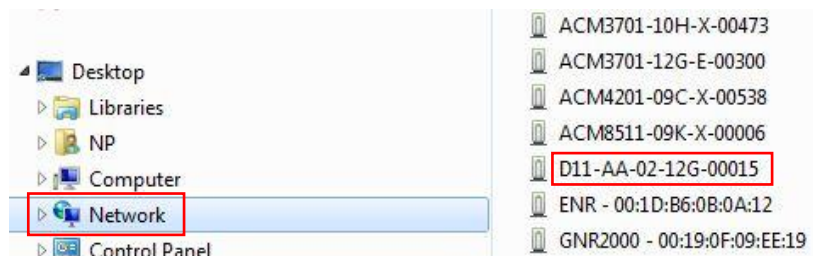 Desktop
Libraries
NP
Computer
Network
Control Panel
ACM3701-10H-X-00473
ACM3701-12G-E-00300
ACM4201-09C-X-00538
ACM8511-09K-X-00006
D11-AA-02-12G-00015
ENR - 00:1D:B6:0B:0A:12
GNR2000 - 00:19:0F:09:EE:19